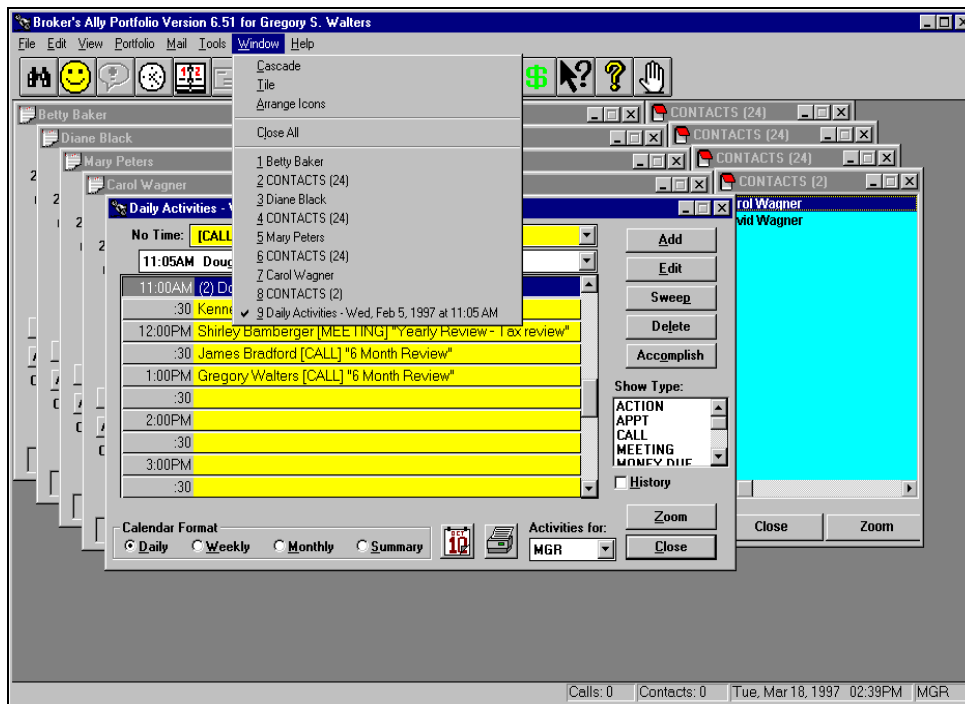 Broker's Ally Portfolio Version 6.51 for Gregory S. Walters
File Edit View Portfolio Mail Tools Window Help
Cascade
Tile
Arrange Icons
Close All
1 Betty Baker
2 CONTACTS (24)
3 Diane Black
4 CONTACTS (24)
5 Mary Peters
6 CONTACTS (24)
7 Carol Wagner
8 CONTACTS (2)
9 Daily Activities - Wed, Feb 5, 1997 at 11:05 AM
Betty Baker
CONTACTS (24)
Diane Black
CONTACTS (24)
Mary Peters
CONTACTS (24)
Carol Wagner
CONTACTS (2)
Daily Activities -
No Time: [CALL
11:05AM
11:00AM (2)
:30
12:00PM Shirley Bamberger [MEETING] "Yearly Review - Tax review"
:30 James Bradford [CALL] "6 Month Review"
1:00PM Gregory Walters [CALL] "6 Month Review"
:30
2:00PM
:30
3:00PM
:30
Add
Edit
Sweep
Delete
Accomplish
Show Type:
ACTION
APPT
CALL
MEETING
MONEY DUE
History
Zoom
Close
Calendar Format
Daily Weekly Monthly Summary
OCT
10
Activities for:
MGR
Wagner
Wagner
Close Zoom
Calls: 0 Contacts: 0 Tue, Mar 18, 1997 02:39PM MGR